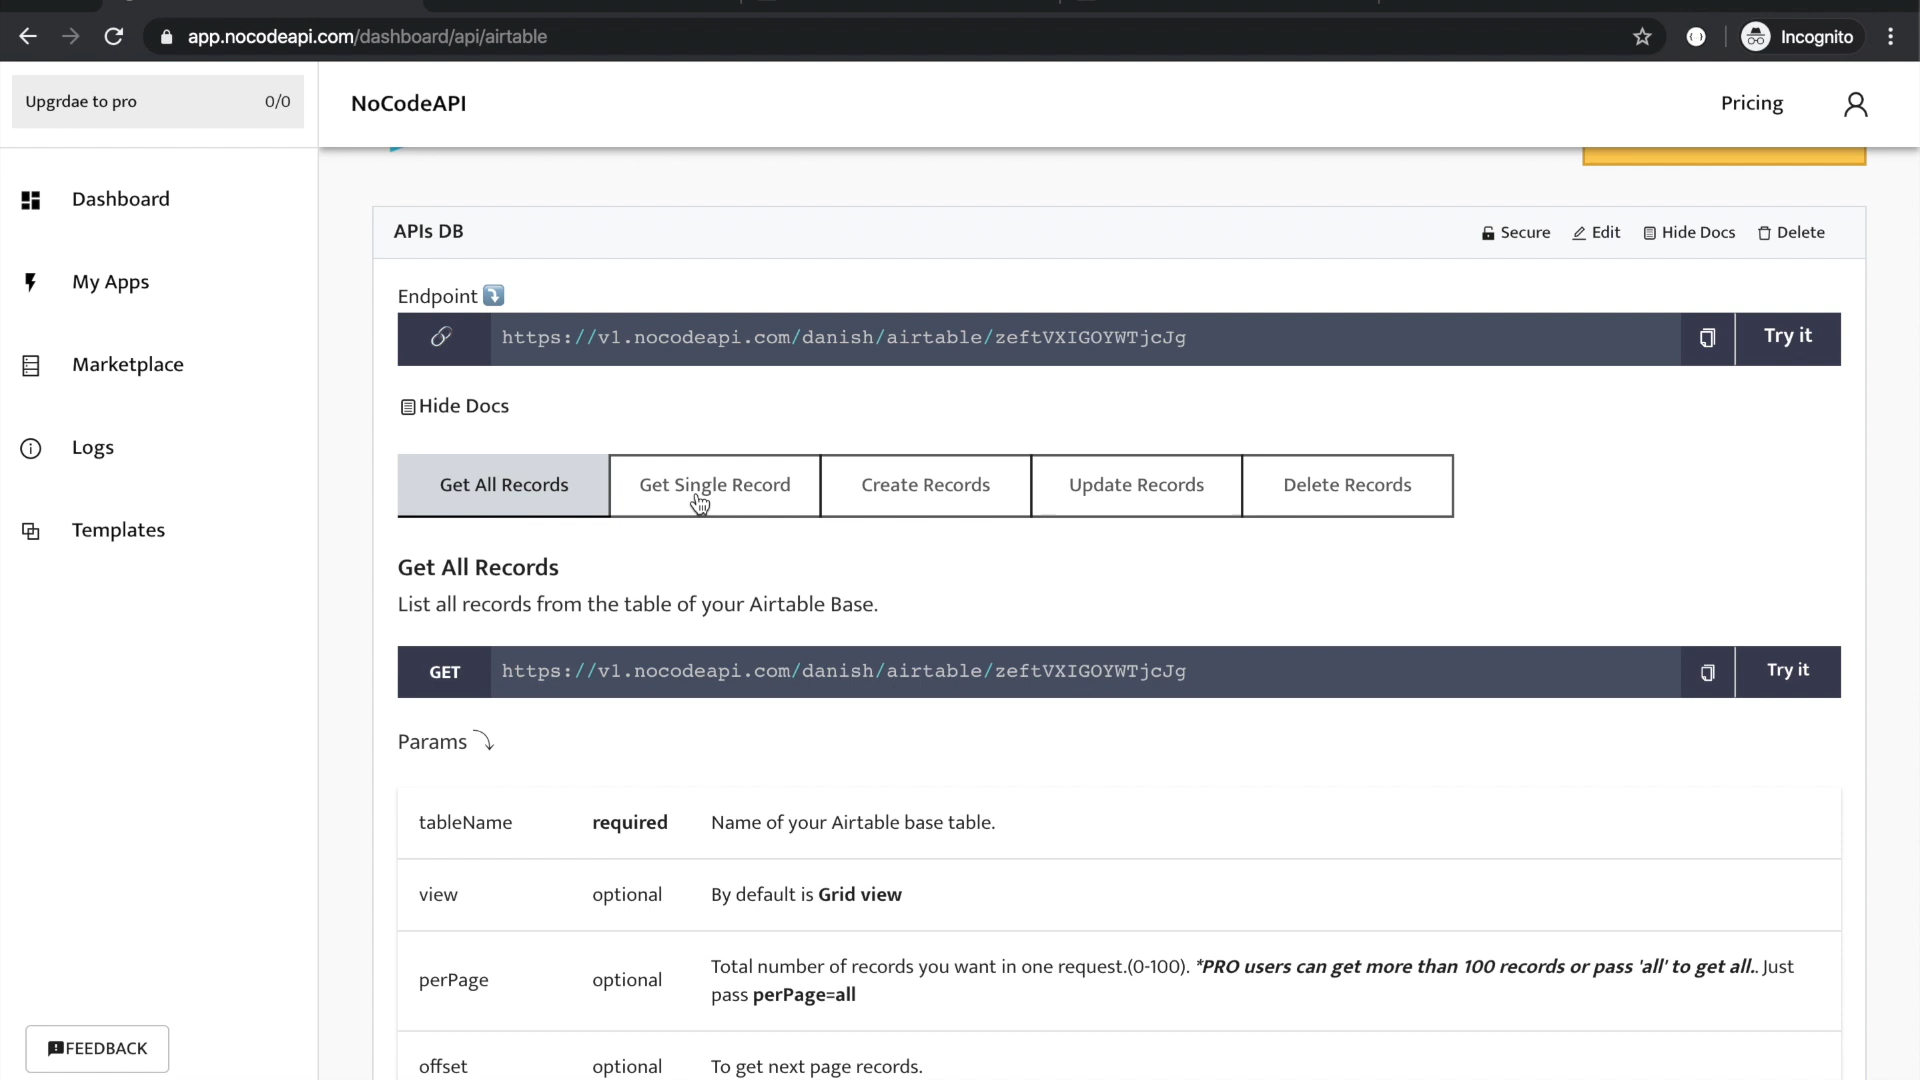 app.nocodeapi.com/dashboard/api/airtable
Incognito
Upgrdae to pro 0/0
NoCodeAPI
Pricing
Dashboard
My Apps
Marketplace
Logs
Templates
FEEDBACK
APIs DB
Secure Edit Hide Docs Delete
Endpoint
https://v1.nocodeapi.com/danish/airtable/zeftVXIGOYWTjcJg Try it
Hide Docs
Get All Records Get Single Record Create Records Update Records Delete Records
Get All Records
List all records from the table of your Airtable Base.
GET https://v1.nocodeapi.com/danish/airtable/zeftVXIGOYWTjcJg Try it
Params
tableName required Name of your Airtable base table.
view optional By default is Grid view
perPage optional Total number of records you want in one request.(0-100). *PRO users can get more than 100 records or pass 'all' to get all.. Just
pass perPage=all
offset optional To get next page records.